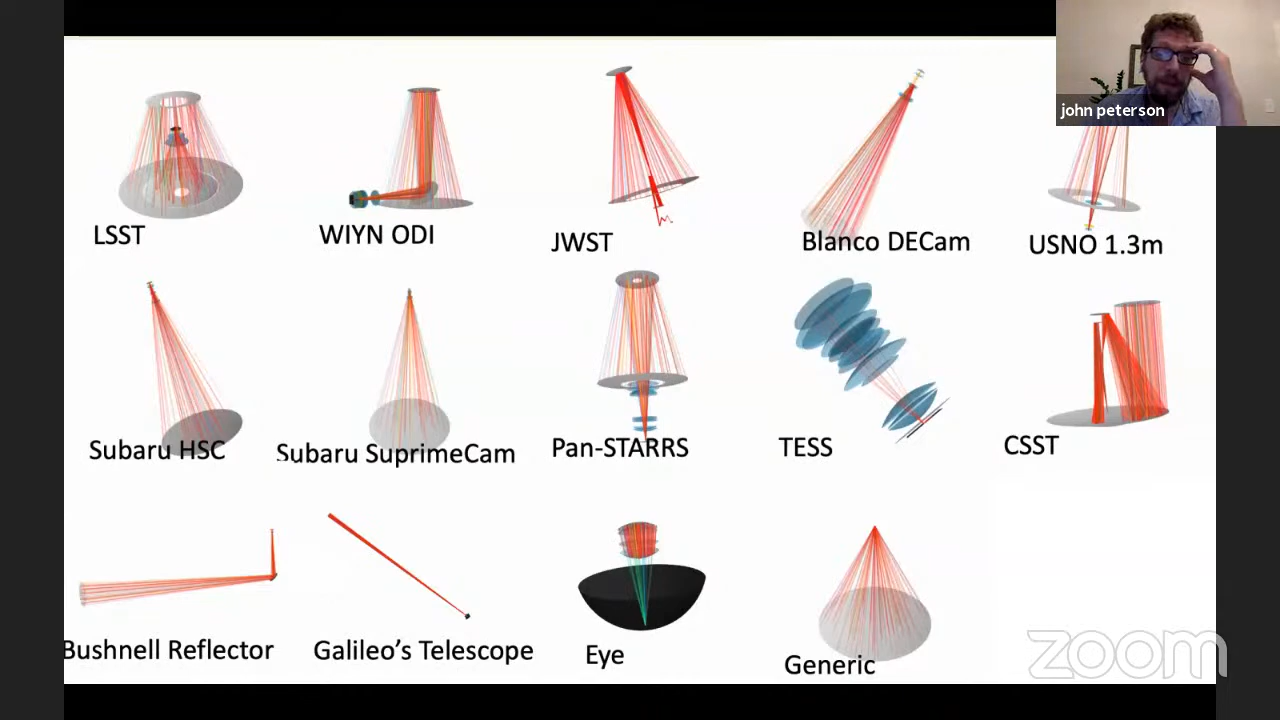 john peterson
LSST
WIYN ODI
JWST
Blanco DECam
USNO 1.3m
Subaru HSC
Subaru SuprimeCam
Pan-STARRS
TESS
CSST
Bushnell Reflector
Galileo's Telescope
Eye
Generic
zoom